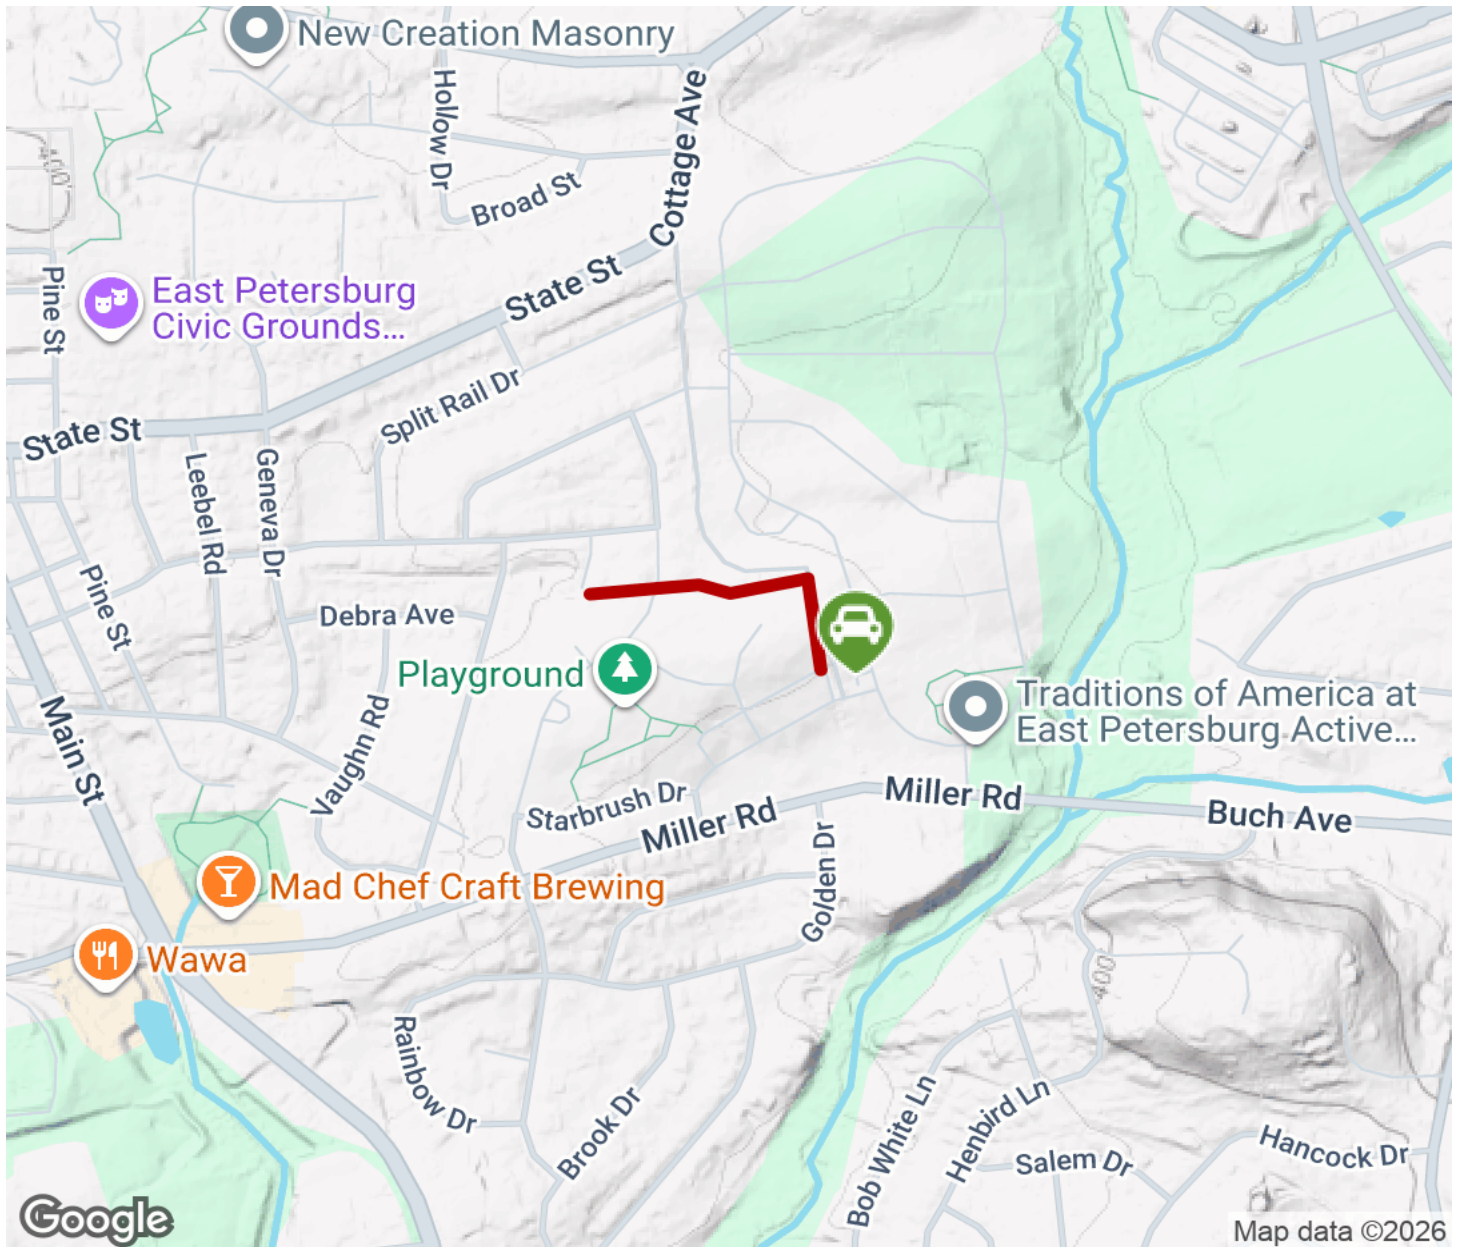 New Creation Masonry
Hollow Dr
Broad St
Cottage Ave
400
Pine St
East Petersburg
Civic Grounds...
State St
Split Rail Dr
State St
Leebel Rd
Geneva Dr
Pine St
Debra Ave
Playground
Traditions of America at
East Petersburg Active...
Main St
Vaughn Rd
Starbrush Dr
Miller Rd
Miller Rd
Buch Ave
Golden Dr
Mad Chef Craft Brewing
Wawa
400
Rainbow Dr
Brook Dr
Bob White Ln
Henbird Ln
Salem Dr
Hancock Dr
Google
Map data ©2026